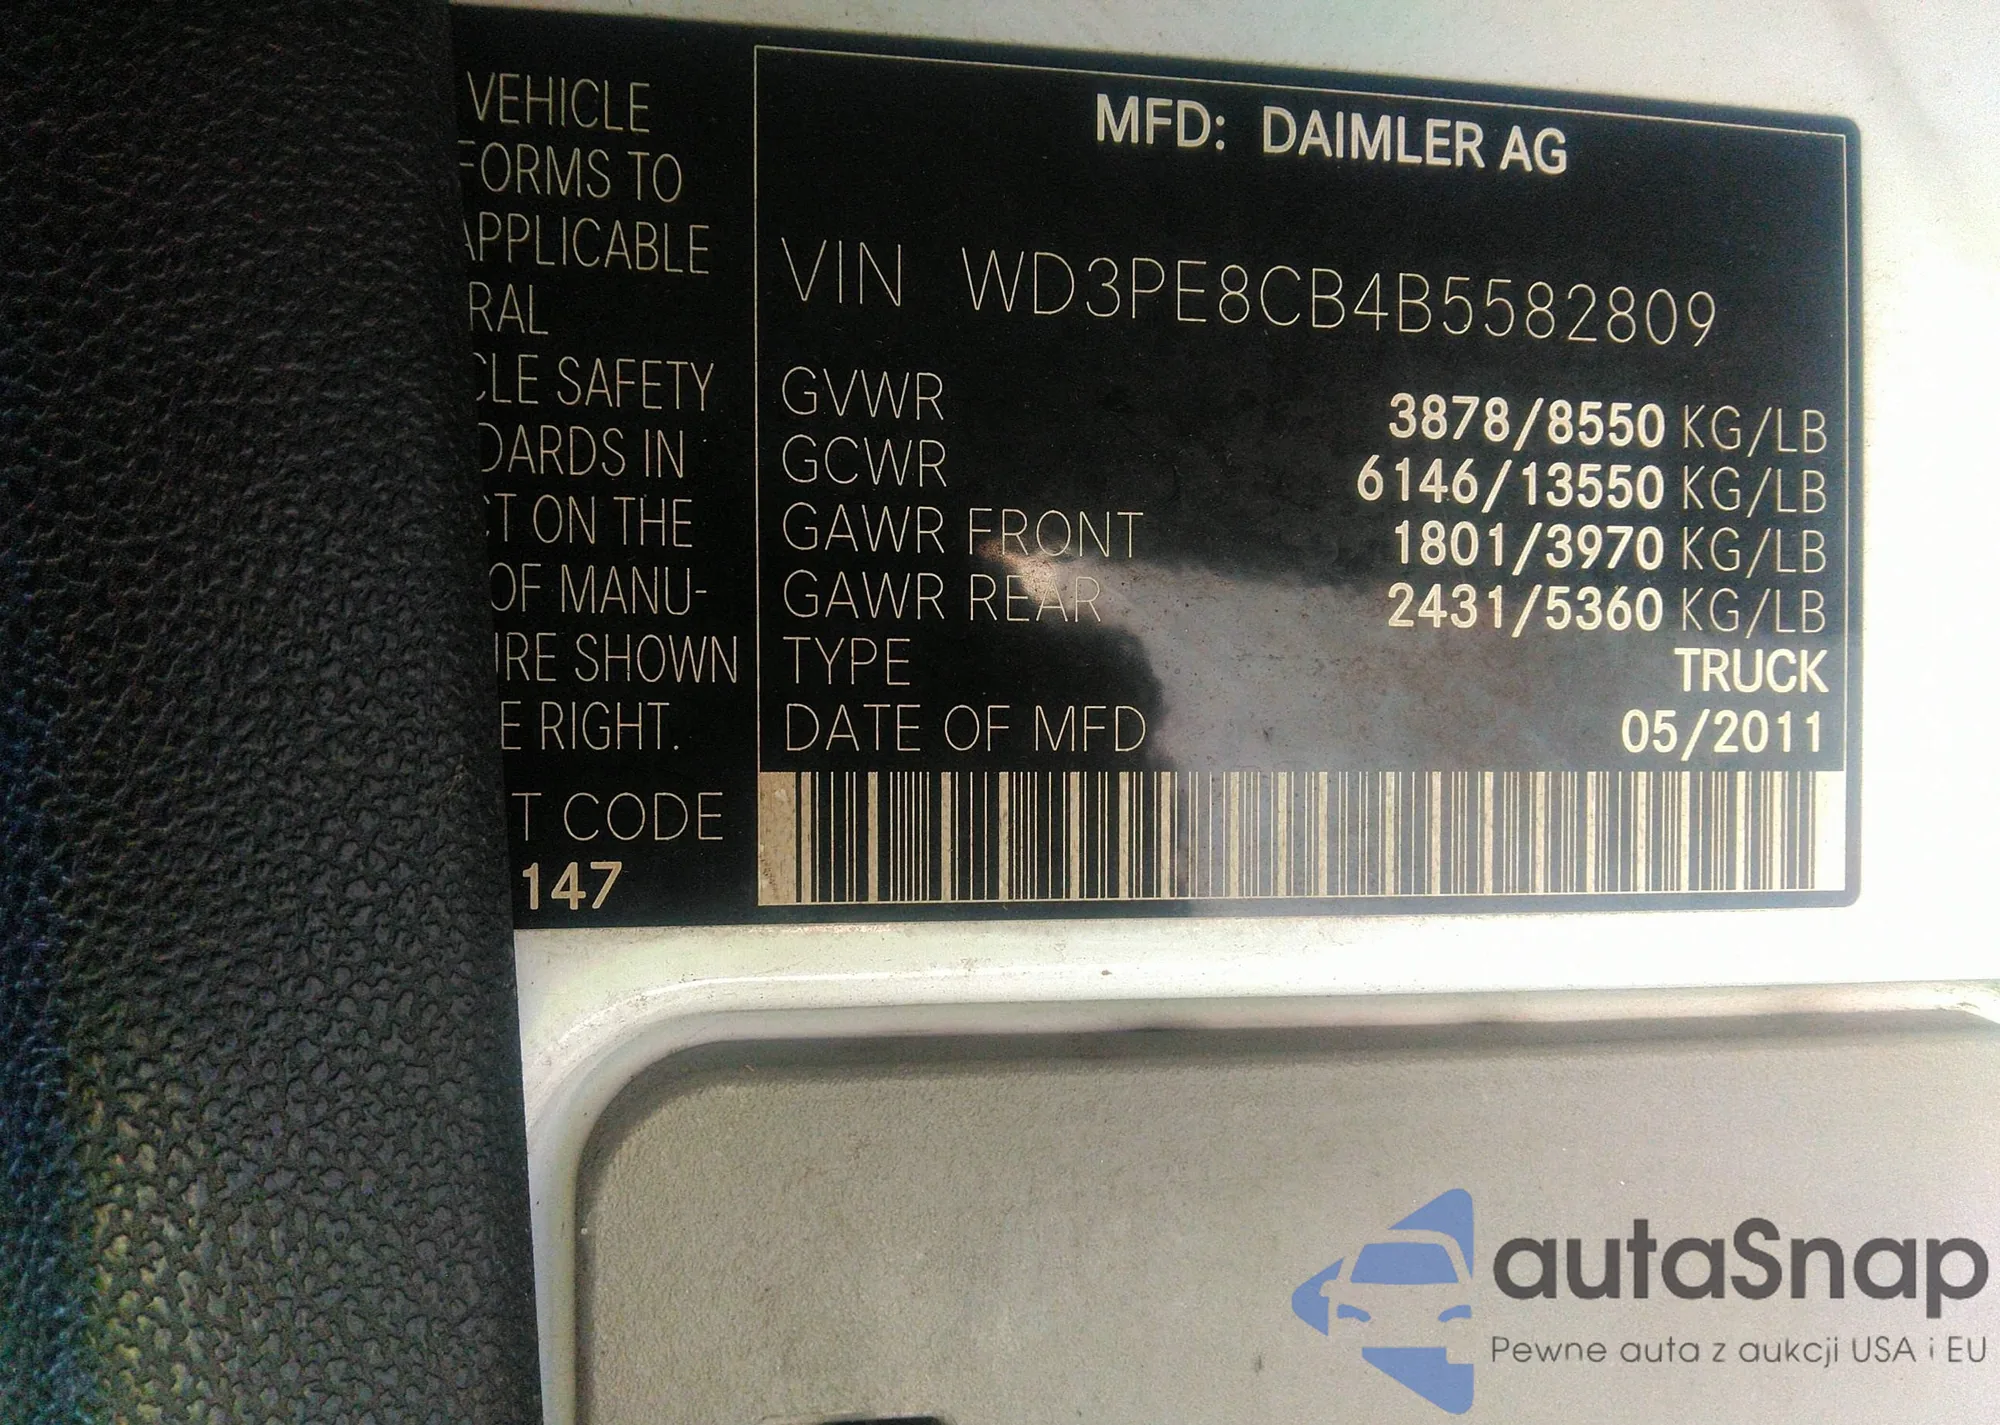 VEHICLE
FORMS TO
APPLICABLE
RAL
CLE SAFETY
DARDS IN
T ON THE
OF MANU-
RE SHOWN
E RIGHT.
T CODE
147
MFD: DAIMLER AG
VIN WD3PE8CB4B5582809
GVWR 3878/8550 KG/LB
GCWR 6146/13550 KG/LB
GAWR FRONT 1801/3970 KG/LB
GAWR REAR 2431/5360 KG/LB
TYPE TRUCK
DATE OF MFD 05/2011
autaSnap
Pewne auta z aukcji USA i EU